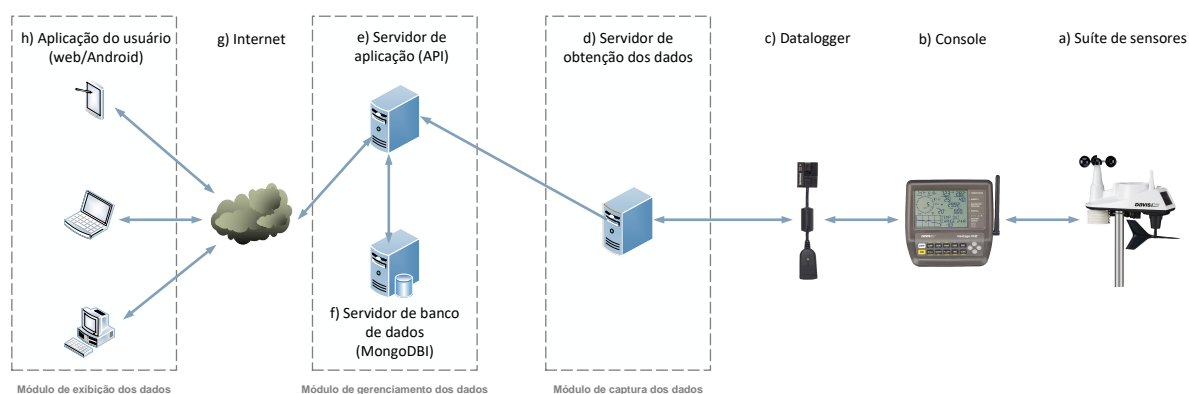 h) Aplicação do usuário
(web/Android)
g) Internet
e) Servidor de
aplicação (API)
d) Servidor de
obtenção dos dados
c) Datalogger
b) Console
a) Suíte de sensores
DAVIS
f) Servidor de banco
de dados
(MongoDBI)
Módulo de exibição dos dados
Módulo de gerenciamento dos dados
Módulo de captura dos dados